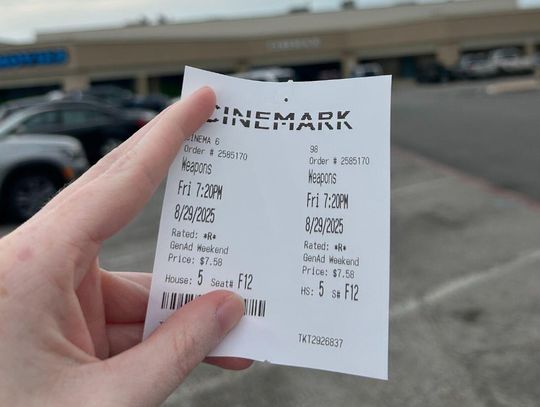 CINEMARK
CINEMA 6
Order # 2585170
Weapons
Fri 7:20PM
8/29/2025
Rated: *R*
GenAd Weekend
Price: $7.58
House: 5 Seat# F12
98
Order # 2585170
Weapons
Fri 7:20PM
8/29/2025
Rated: *R*
GenAd Weekend
Price: $7.58
HS: 5 S# F12
TKT2926837